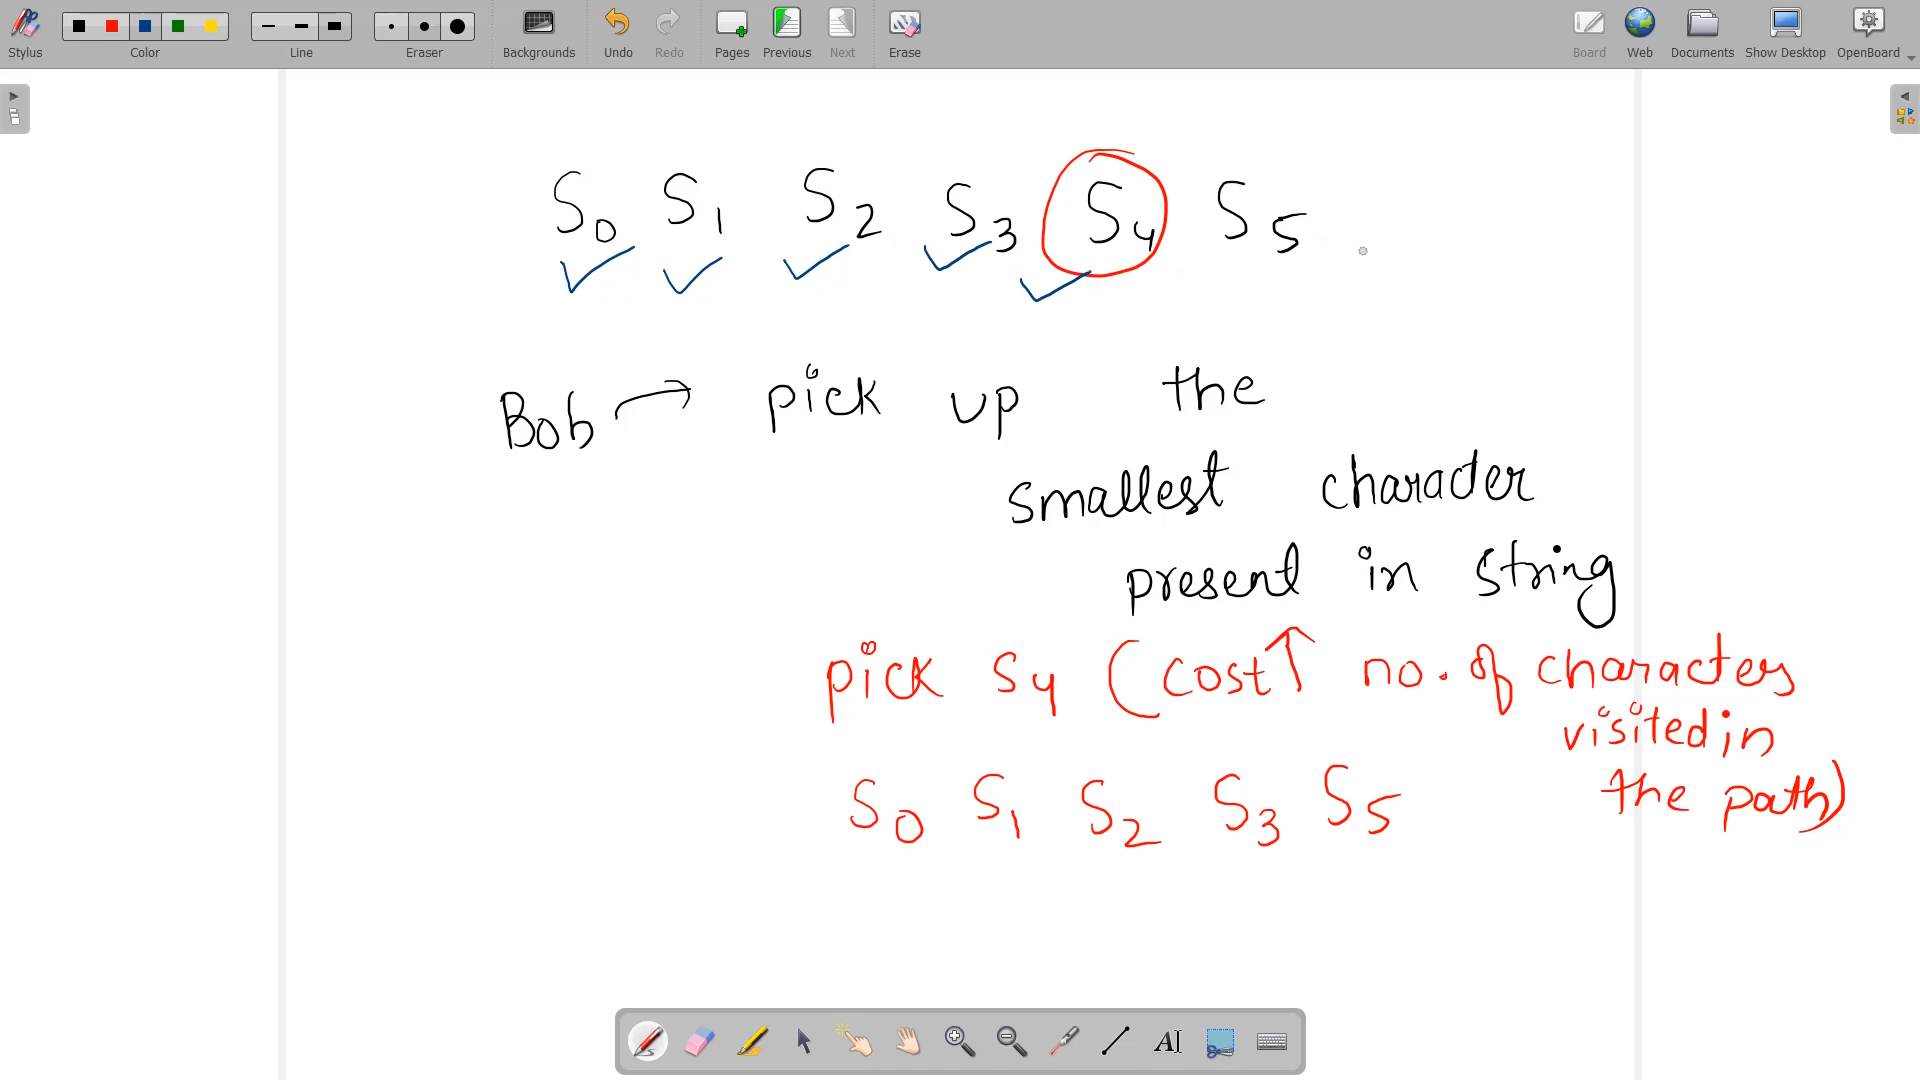 Stylus
Color
Line
Eraser
Backgrounds
Undo
Redo
Pages
Previous
Next
Erase
Board
Web
Documents
Show Desktop
OpenBoard
S0 S1 S2 S3 S4 S5
Bob → pick up the
smallest character
present in string
pick S4 (cost↑ no. of characters
visited in
the path)
S0 S1 S2 S3 S5
AI